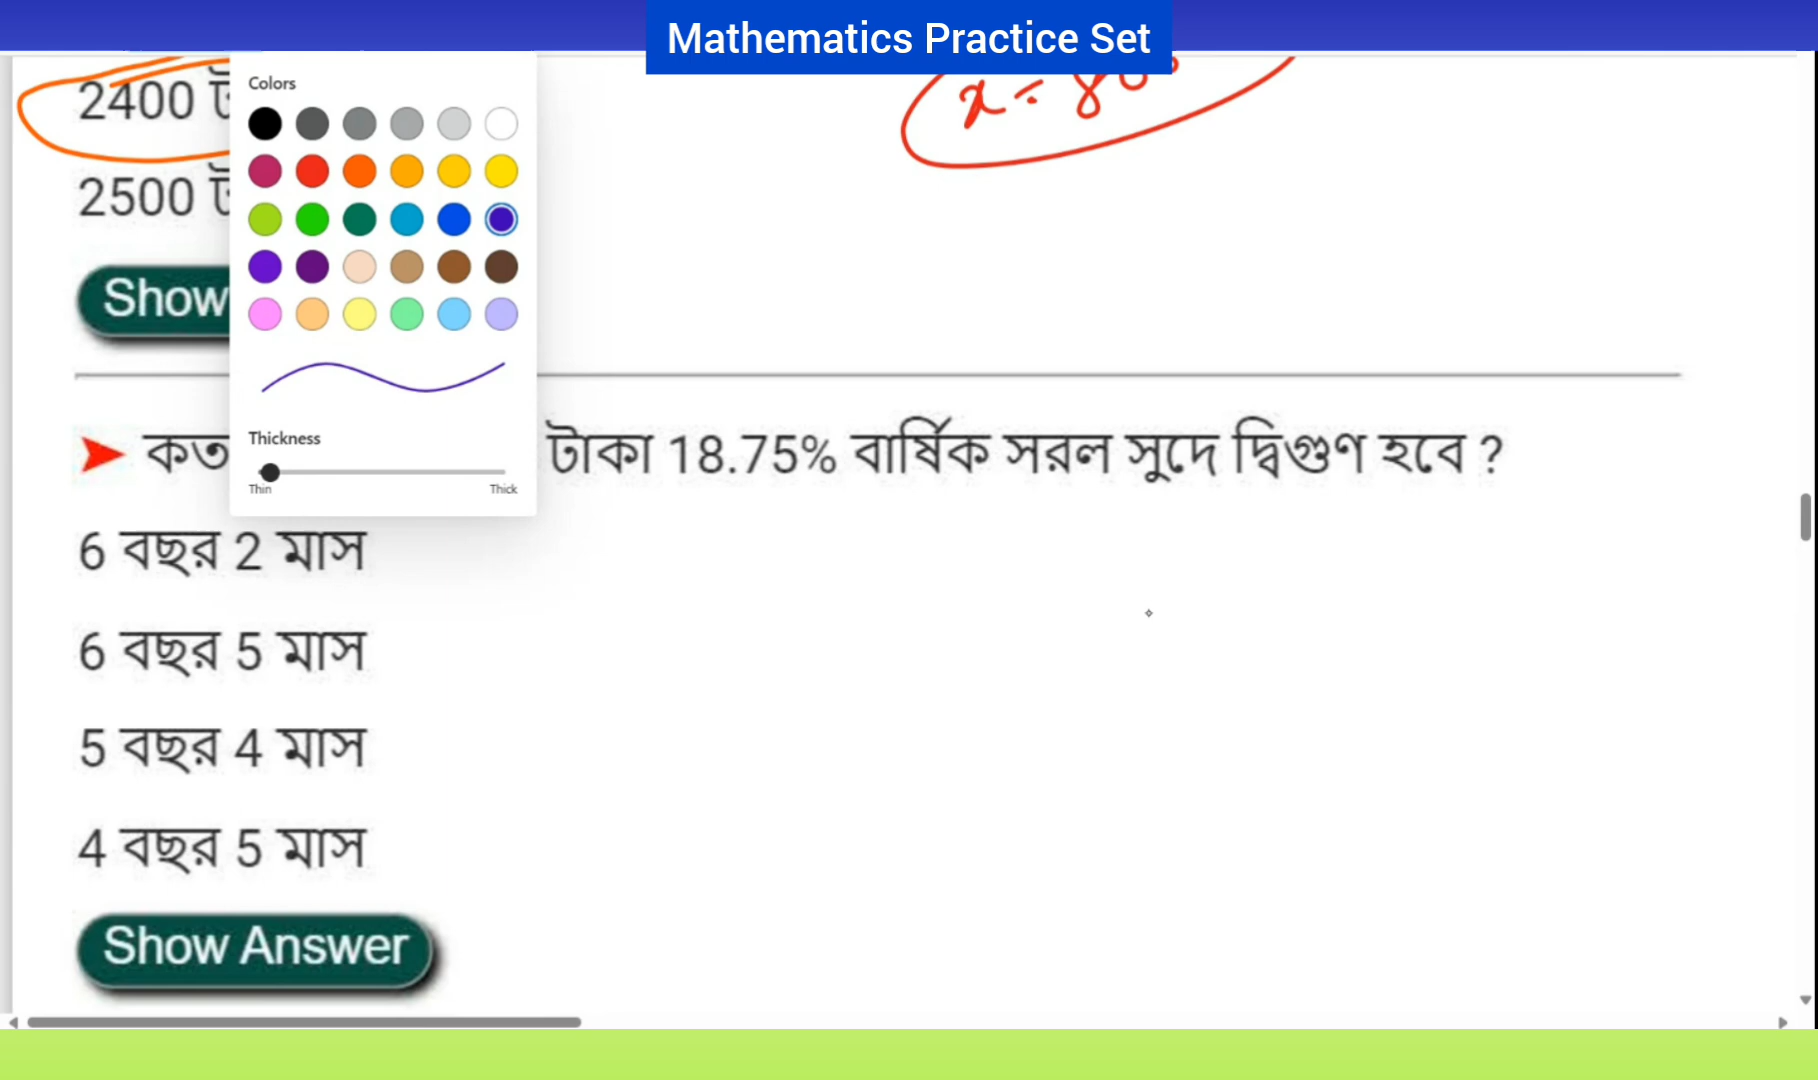 Mathematics Practice Set
2400
x = 80
2500
Colors
Show
Thickness
Thin
Thick
➤ কত টাকা 18.75% বার্ষিক সরল সুদে দ্বিগুণ হবে ?
6 বছর 2 মাস
6 বছর 5 মাস
5 বছর 4 মাস
4 বছর 5 মাস
Show Answer